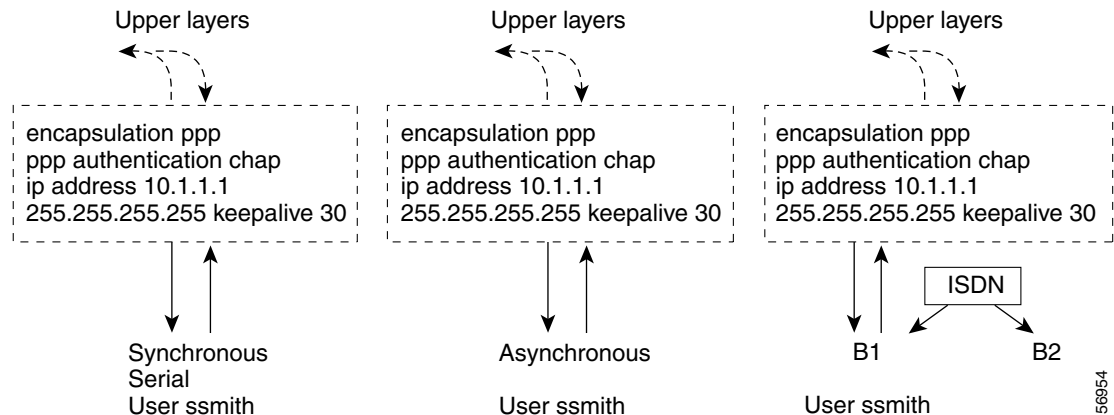 Upper layers
encapsulation ppp
ppp authentication chap
ip address 10.1.1.1
255.255.255.255 keepalive 30
Synchronous
Serial
User ssmith
Upper layers
encapsulation ppp
ppp authentication chap
ip address 10.1.1.1
255.255.255.255 keepalive 30
Asynchronous
User ssmith
Upper layers
encapsulation ppp
ppp authentication chap
ip address 10.1.1.1
255.255.255.255 keepalive 30
ISDN
B1
B2
User ssmith
56954